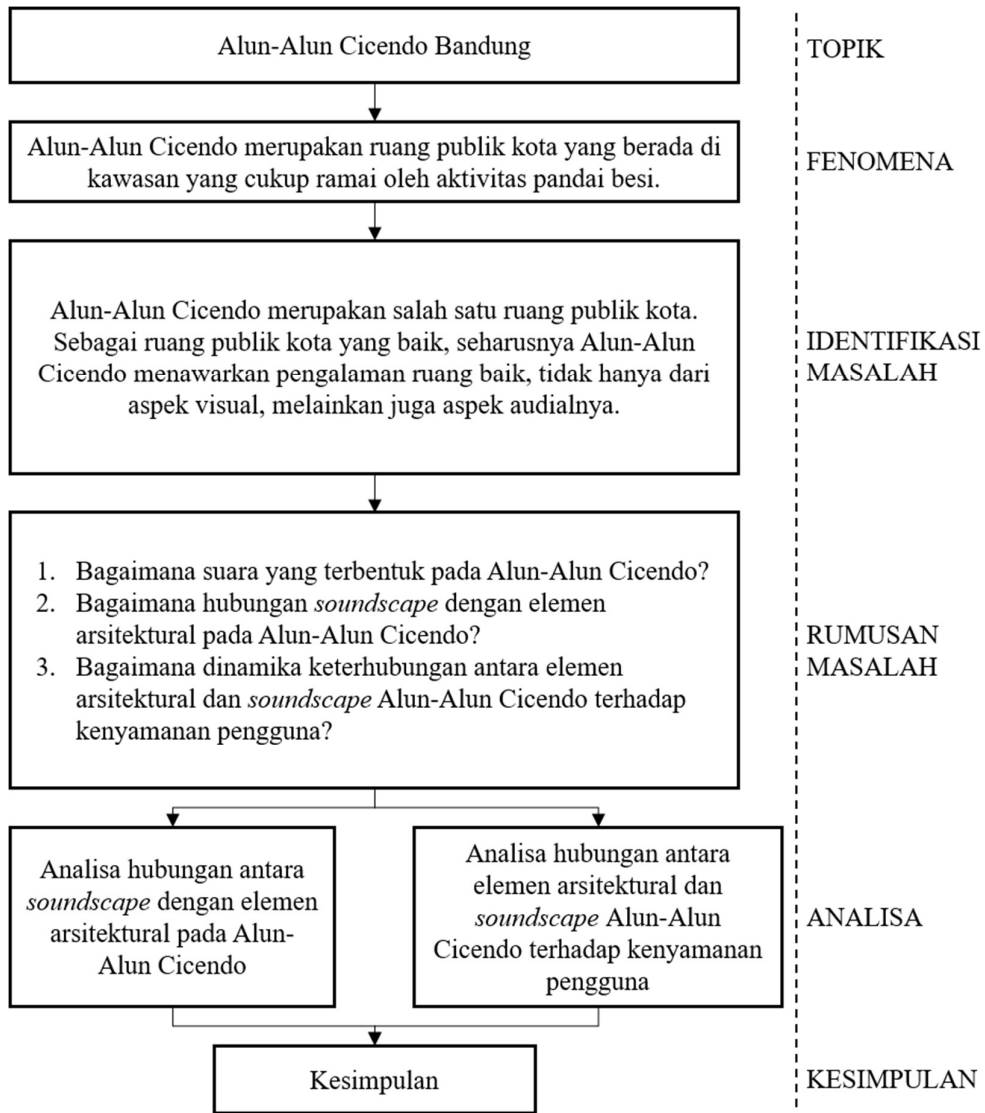 Alun-Alun Cicendo Bandung
TOPIK
Alun-Alun Cicendo merupakan ruang publik kota yang berada di
kawasan yang cukup ramai oleh aktivitas pandai besi.
FENOMENA
Alun-Alun Cicendo merupakan salah satu ruang publik kota.
Sebagai ruang publik kota yang baik, seharusnya Alun-Alun
Cicendo menawarkan pengalaman ruang baik, tidak hanya dari
aspek visual, melainkan juga aspek audialnya.
IDENTIFIKASI
MASALAH
1. Bagaimana suara yang terbentuk pada Alun-Alun Cicendo?
2. Bagaimana hubungan soundscape dengan elemen
arsitektural pada Alun-Alun Cicendo?
3. Bagaimana dinamika keterhubungan antara elemen
arsitektural dan soundscape Alun-Alun Cicendo terhadap
kenyamanan pengguna?
RUMUSAN
MASALAH
Analisa hubungan antara
soundscape dengan elemen
arsitektural pada Alun-
Alun Cicendo
Analisa hubungan antara
elemen arsitektural dan
soundscape Alun-Alun
Cicendo terhadap kenyamanan
pengguna
ANALISA
Kesimpulan
KESIMPULAN